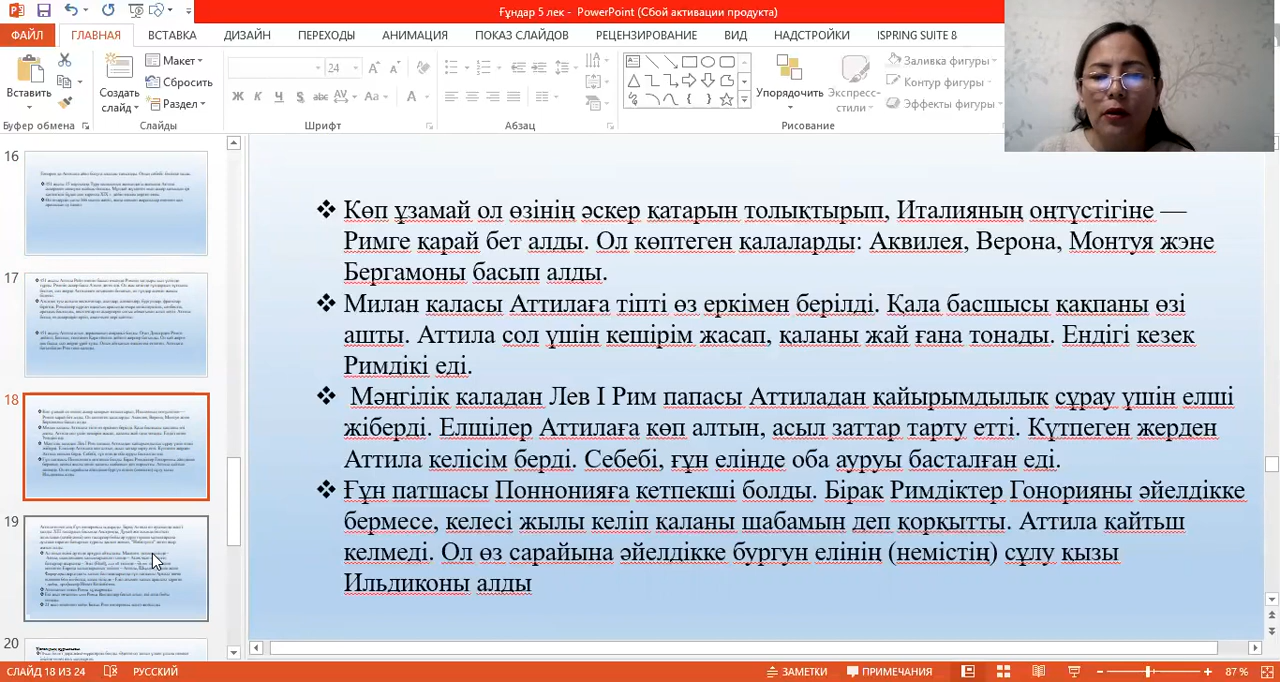 Ғұндар 5 лек - PowerPoint (Сбой активации продукта)
ФАЙЛ ГЛАВНАЯ ВСТАВКА ДИЗАЙН ПЕРЕХОДЫ АНИМАЦИЯ ПОКАЗ СЛАЙДОВ РЕЦЕНЗИРОВАНИЕ ВИД НАДСТРОЙКИ ISPRING SUITE 8
Макет
Сбросить
Раздел
Вставить
Создать слайд
24
Ж К Ч S abc AV Aa A
Упорядочить
Экспресс-стили
Заливка фигуры
Контур фигуры
Эффекты фигуры
Буфер обмена Слайды Шрифт Абзац Рисование
16
17
18
19
20
Көп ұзамай ол өзінің әскер қатарын толықтырып, Италияның оңтүстігіне —
Римге қарай бет алды. Ол көптеген қалаларды: Аквилея, Верона, Монтуя жэне
Бергамоны басып алды.
Милан қаласы Аттилаға тіпті өз еркімен берілді. Қала басшысы қақпаны өзі
ашты. Аттила сол үшін кешірім жасап, қаланы жай ғана тонады. Ендігі кезек
Римдікі еді.
Мәңгілік қаладан Лев I Рим папасы Аттиладан қайырымдылық сұрау үшін елші
жіберді. Елшілер Аттилаға көп алтын, асыл заттар тарту етті. Күтпеген жерден
Аттила келісім берді. Себебі, ғұн елінде оба ауруы басталған еді.
Ғұн патшасы Поннонияға кетпекші болды. Бірақ Римліктер Гонорияны әйелдікке
бермесе, келесі жылы келіп қаланы шабамын деп қорқытты. Аттила қайтып
келмеді. Ол өз сарайына әйелдікке бургут елінің (немістің) сұлу қызы
Ильдиконы алды
СЛАЙД 18 ИЗ 24 РУССКИЙ ЗАМЕТКИ ПРИМЕЧАНИЯ 87 %